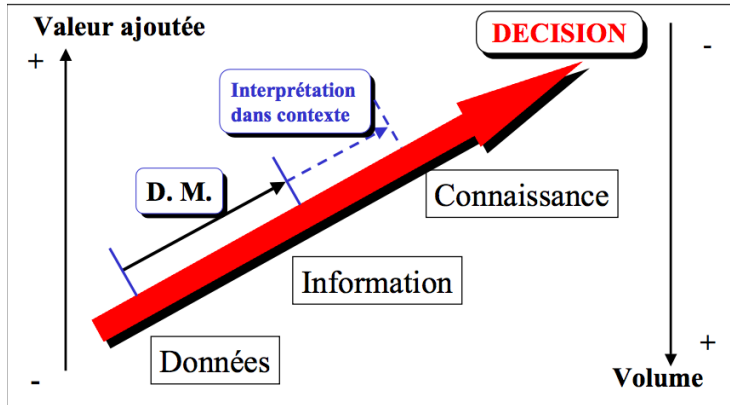 Valeur ajoutée
DECISION
+
-
Interprétation
dans contexte
D. M.
Connaissance
Information
Données
+
-
Volume